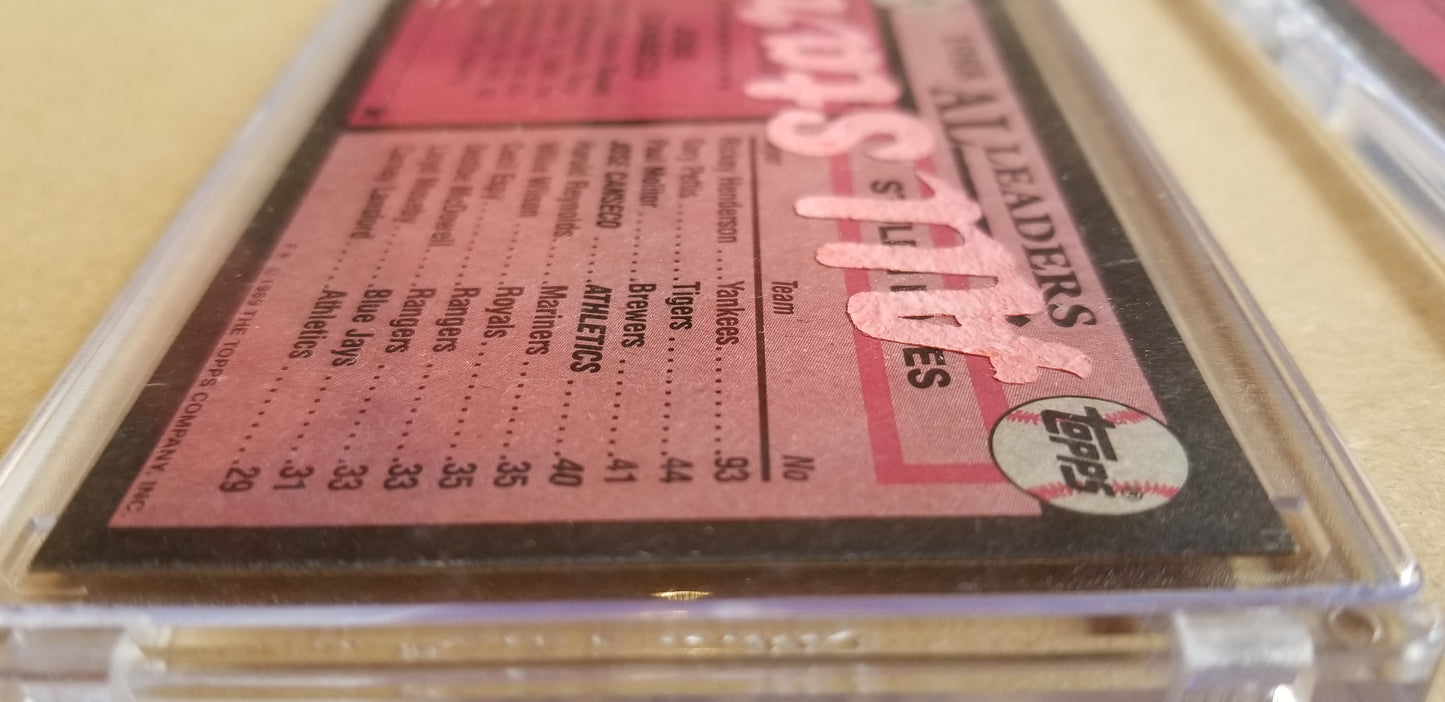 1988 AL LEADERS
STOLEN BASES
topps®
Team No
Rickey Henderson Yankees 93
Gary Pettis Tigers 44
Paul Molitor Brewers 41
JOSE CANSECO ATHLETICS 40
Harold Reynolds Mariners 35
Willie Wilson Royals 35
Cecil Espy Rangers 33
Oddibe McDowell Rangers 33
Lloyd Moseby Blue Jays 31
Carney Lansford Athletics 29
©1989 THE TOPPS COMPANY, INC.
JOSE
CANSECO